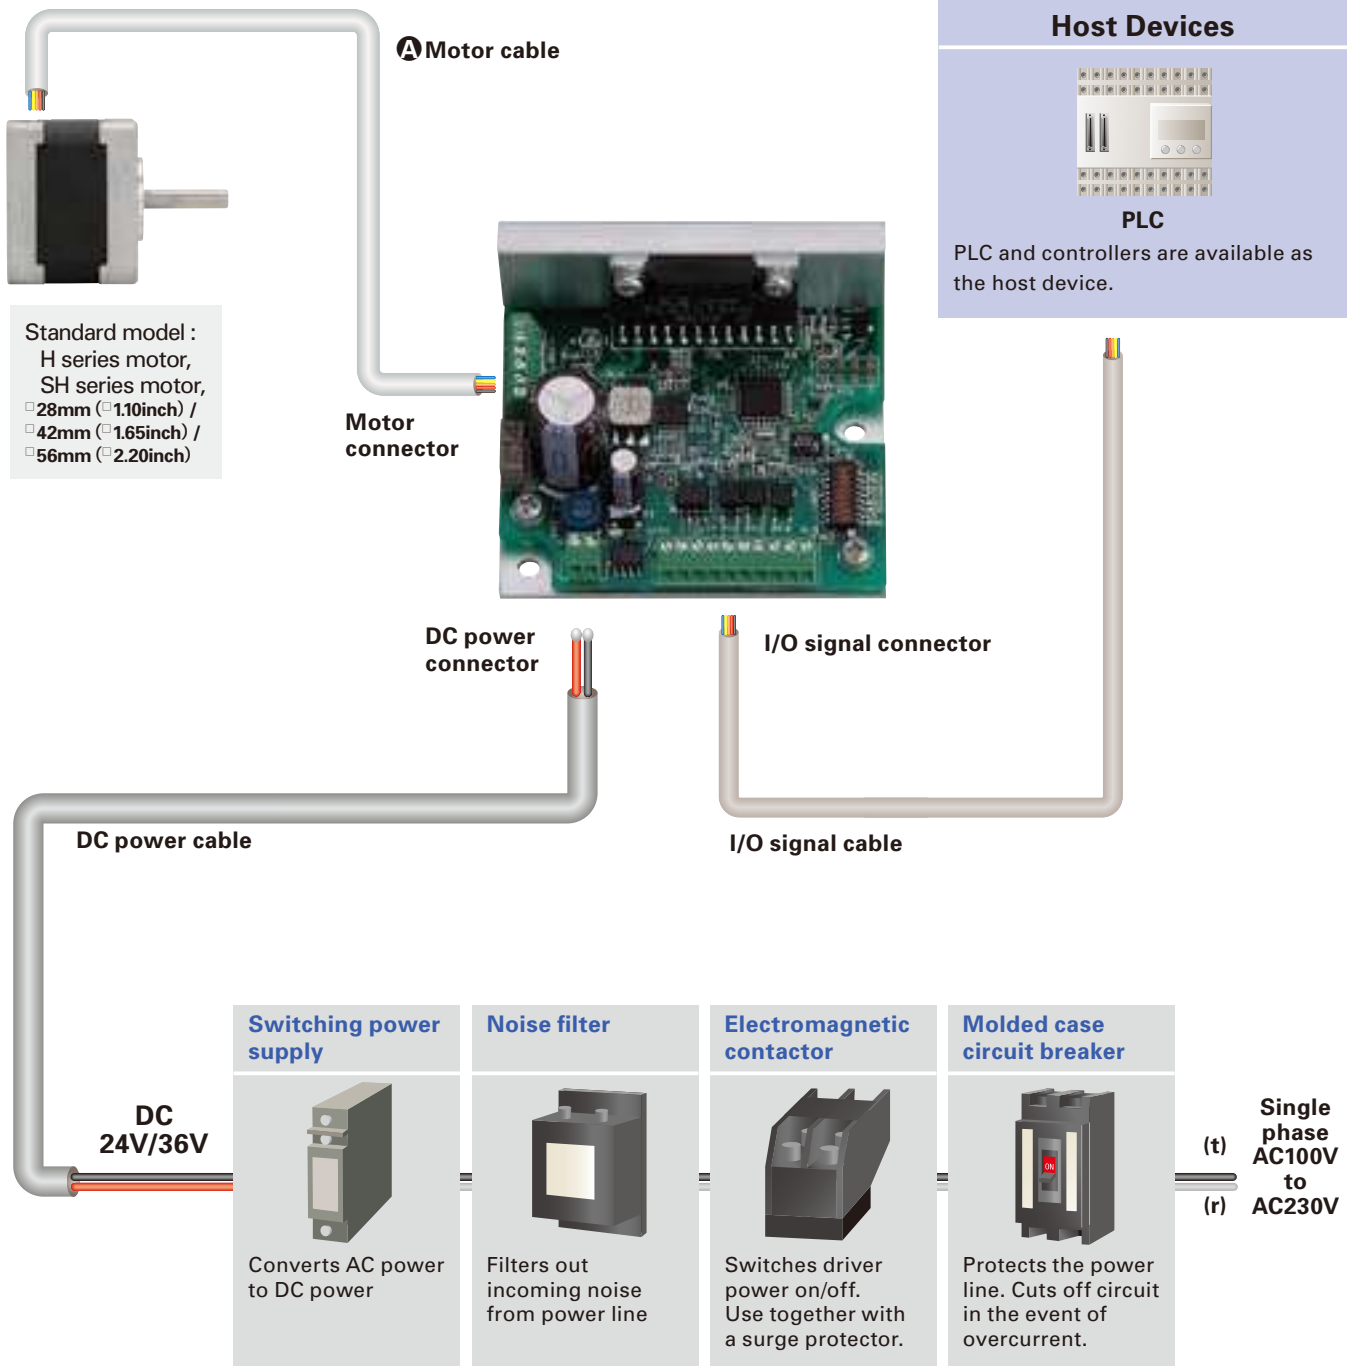 A Motor cable
Host Devices
PLC
PLC and controllers are available as
the host device.
Standard model :
H series motor,
SH series motor,
□28mm (□1.10inch) /
□42mm (□1.65inch) /
□56mm (□2.20inch)
Motor
connector
DC power
connector
I/O signal connector
DC power cable
I/O signal cable
DC
24V/36V
Switching power
supply
Converts AC power
to DC power
Noise filter
Filters out
incoming noise
from power line
Electromagnetic
contactor
Switches driver
power on/off.
Use together with
a surge protector.
Molded case
circuit breaker
ON
Protects the power
line. Cuts off circuit
in the event of
overcurrent.
(t)
(r)
Single
phase
AC100V
to
AC230V